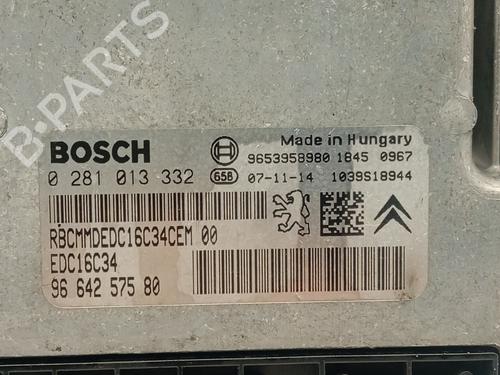 B-PARTS
BOSCH
Made in Hungary
9653958980 1845 0967
0 281 013 332
658 07-11-14 1039S18944
RBCMMDEDC16C34CEM 00
EDC16C34
96 642 575 80